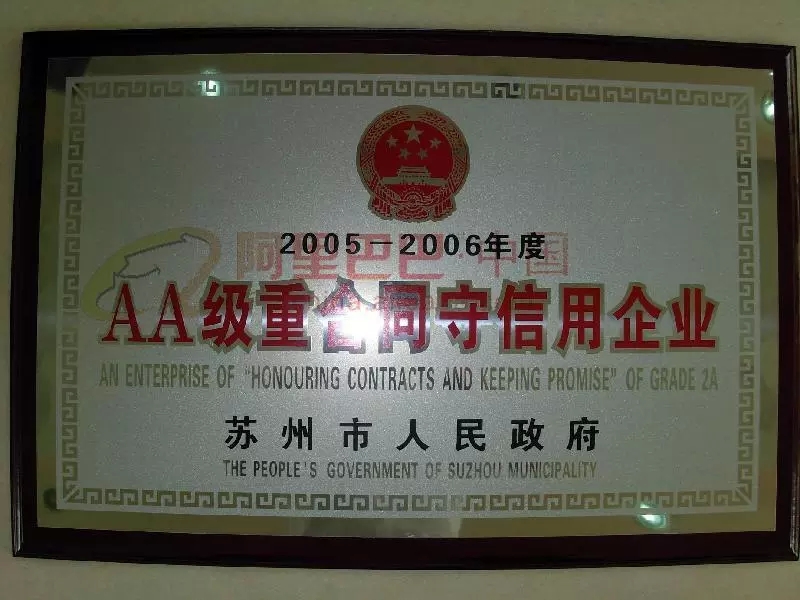 2005－2006年度
阿里巴巴·中国
AA级重合同守信用企业
AN ENTERPRISE OF "HONOURING CONTRACTS AND KEEPING PROMISE" OF GRADE 2A
苏州市人民政府
THE PEOPLE'S GOVERNMENT OF SUZHOU MUNICIPALITY